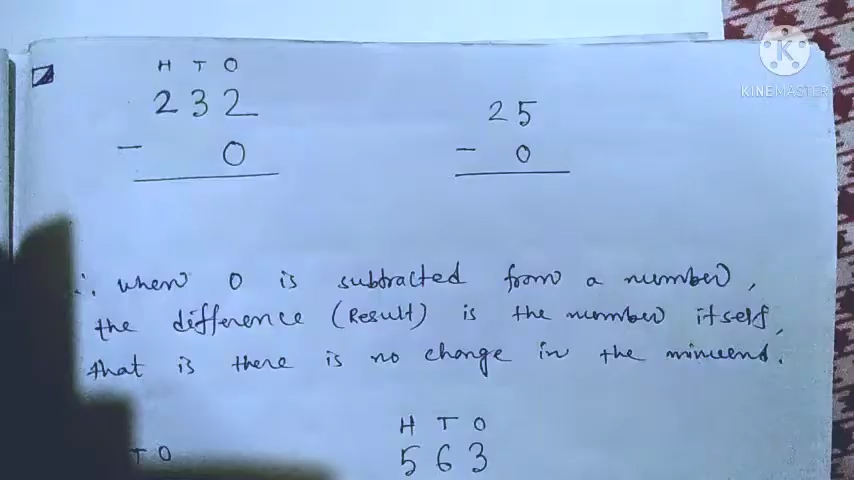 H T O
232
- 0
25
- 0
∴ when 0 is subtracted from a number,
the difference (Result) is the number itself,
that is there is no change in the minuend.
H T O
563
T O
KINEMASTER